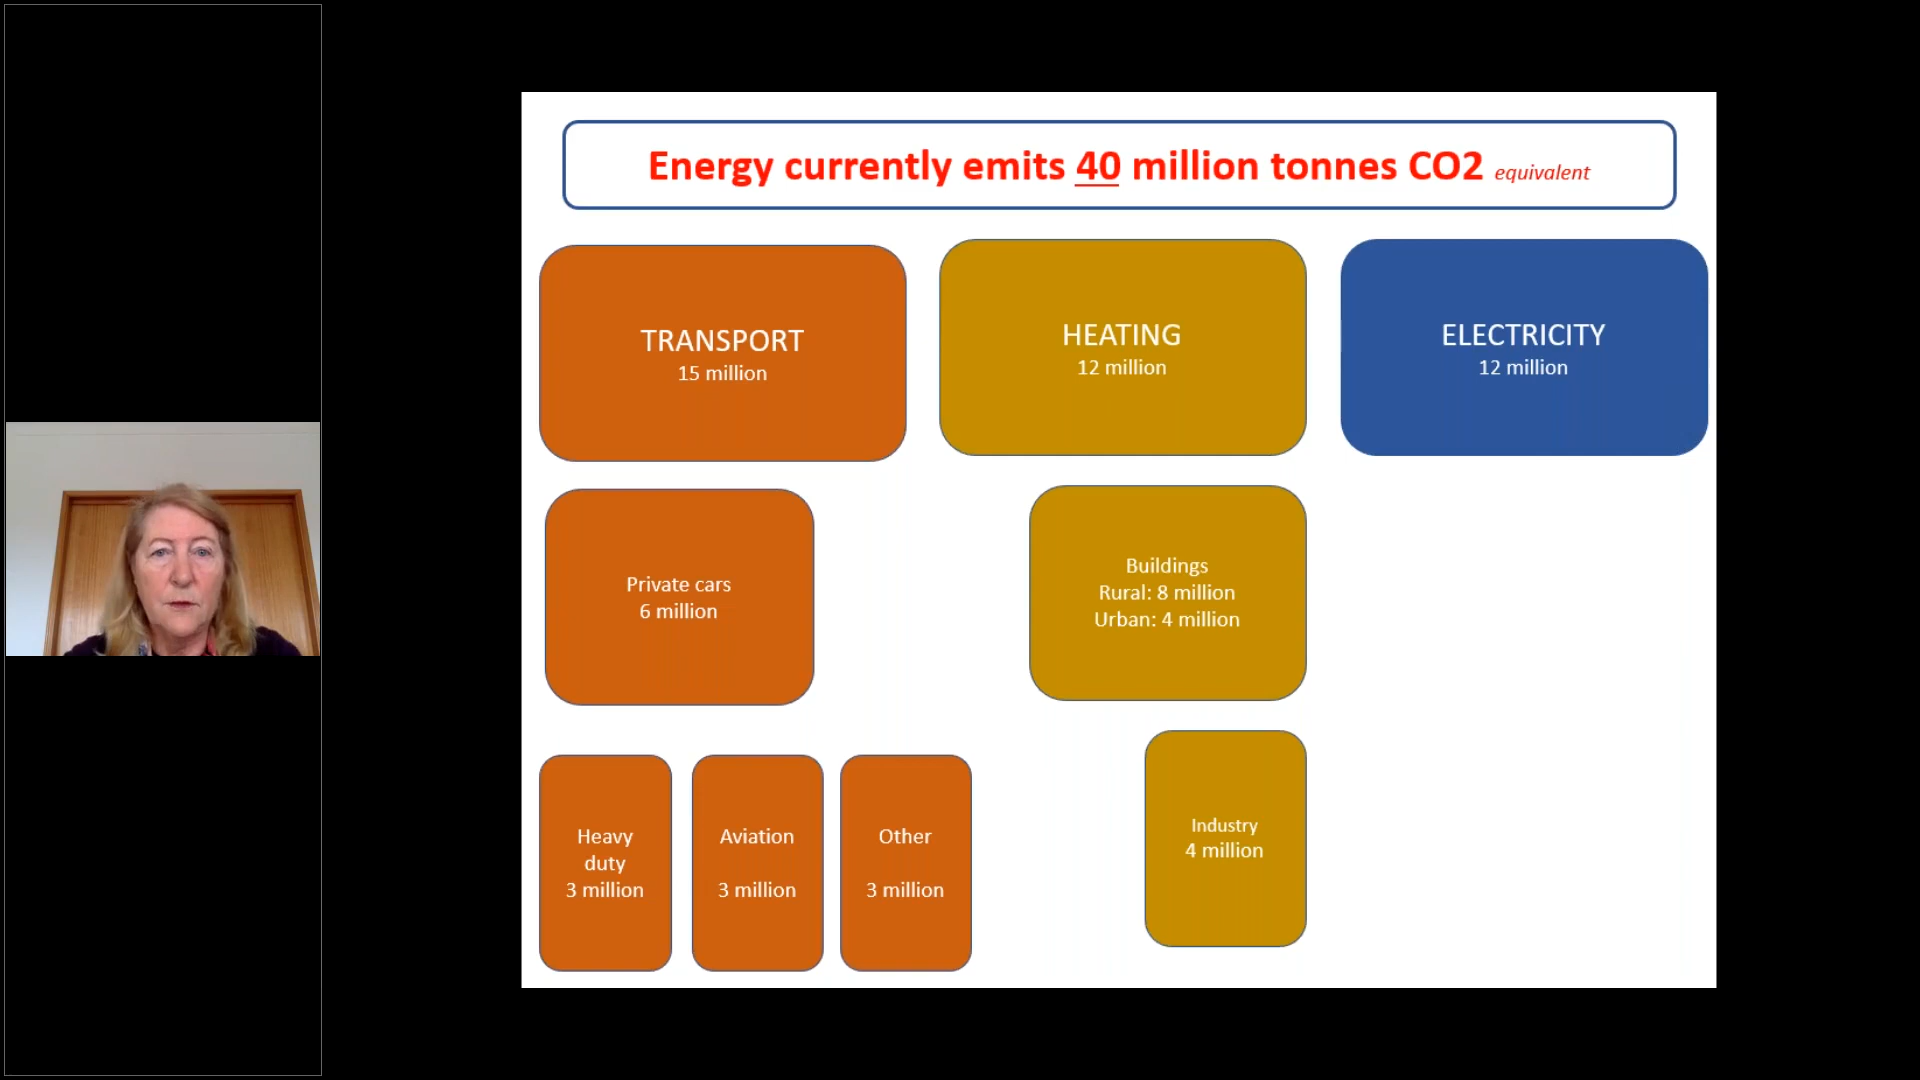 Energy currently emits 40 million tonnes CO2 equivalent
TRANSPORT
15 million
HEATING
12 million
ELECTRICITY
12 million
Private cars
6 million
Buildings
Rural: 8 million
Urban: 4 million
Heavy
duty
3 million
Aviation
3 million
Other
3 million
Industry
4 million